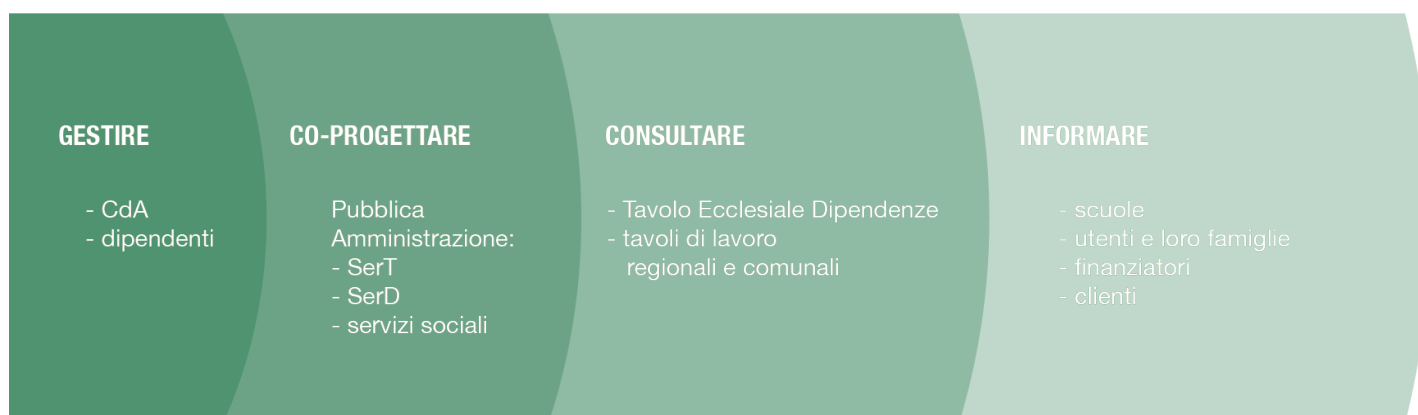 GESTIRE
- CdA
- dipendenti
CO-PROGETTARE
Pubblica
Amministrazione:
- SerT
- SerD
- servizi sociali
CONSULTARE
- Tavolo Ecclesiale Dipendenze
- tavoli di lavoro
regionali e comunali
INFORMARE
- scuole
- utenti e loro famiglie
- finanziatori
- clienti